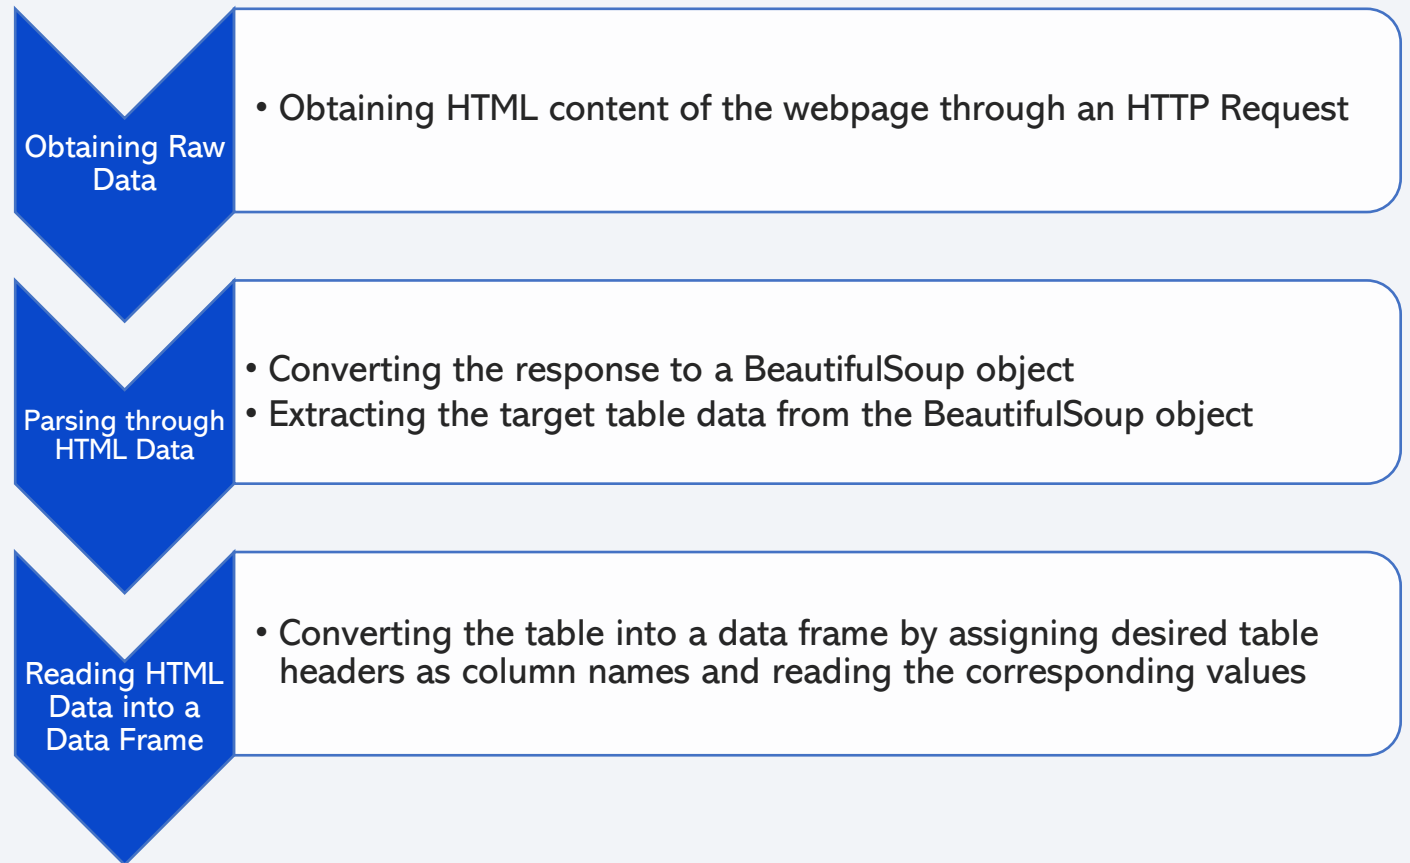 Obtaining Raw
Data
• Obtaining HTML content of the webpage through an HTTP Request
Parsing through
HTML Data
• Converting the response to a BeautifulSoup object
• Extracting the target table data from the BeautifulSoup object
Reading HTML
Data into a
Data Frame
• Converting the table into a data frame by assigning desired table
headers as column names and reading the corresponding values